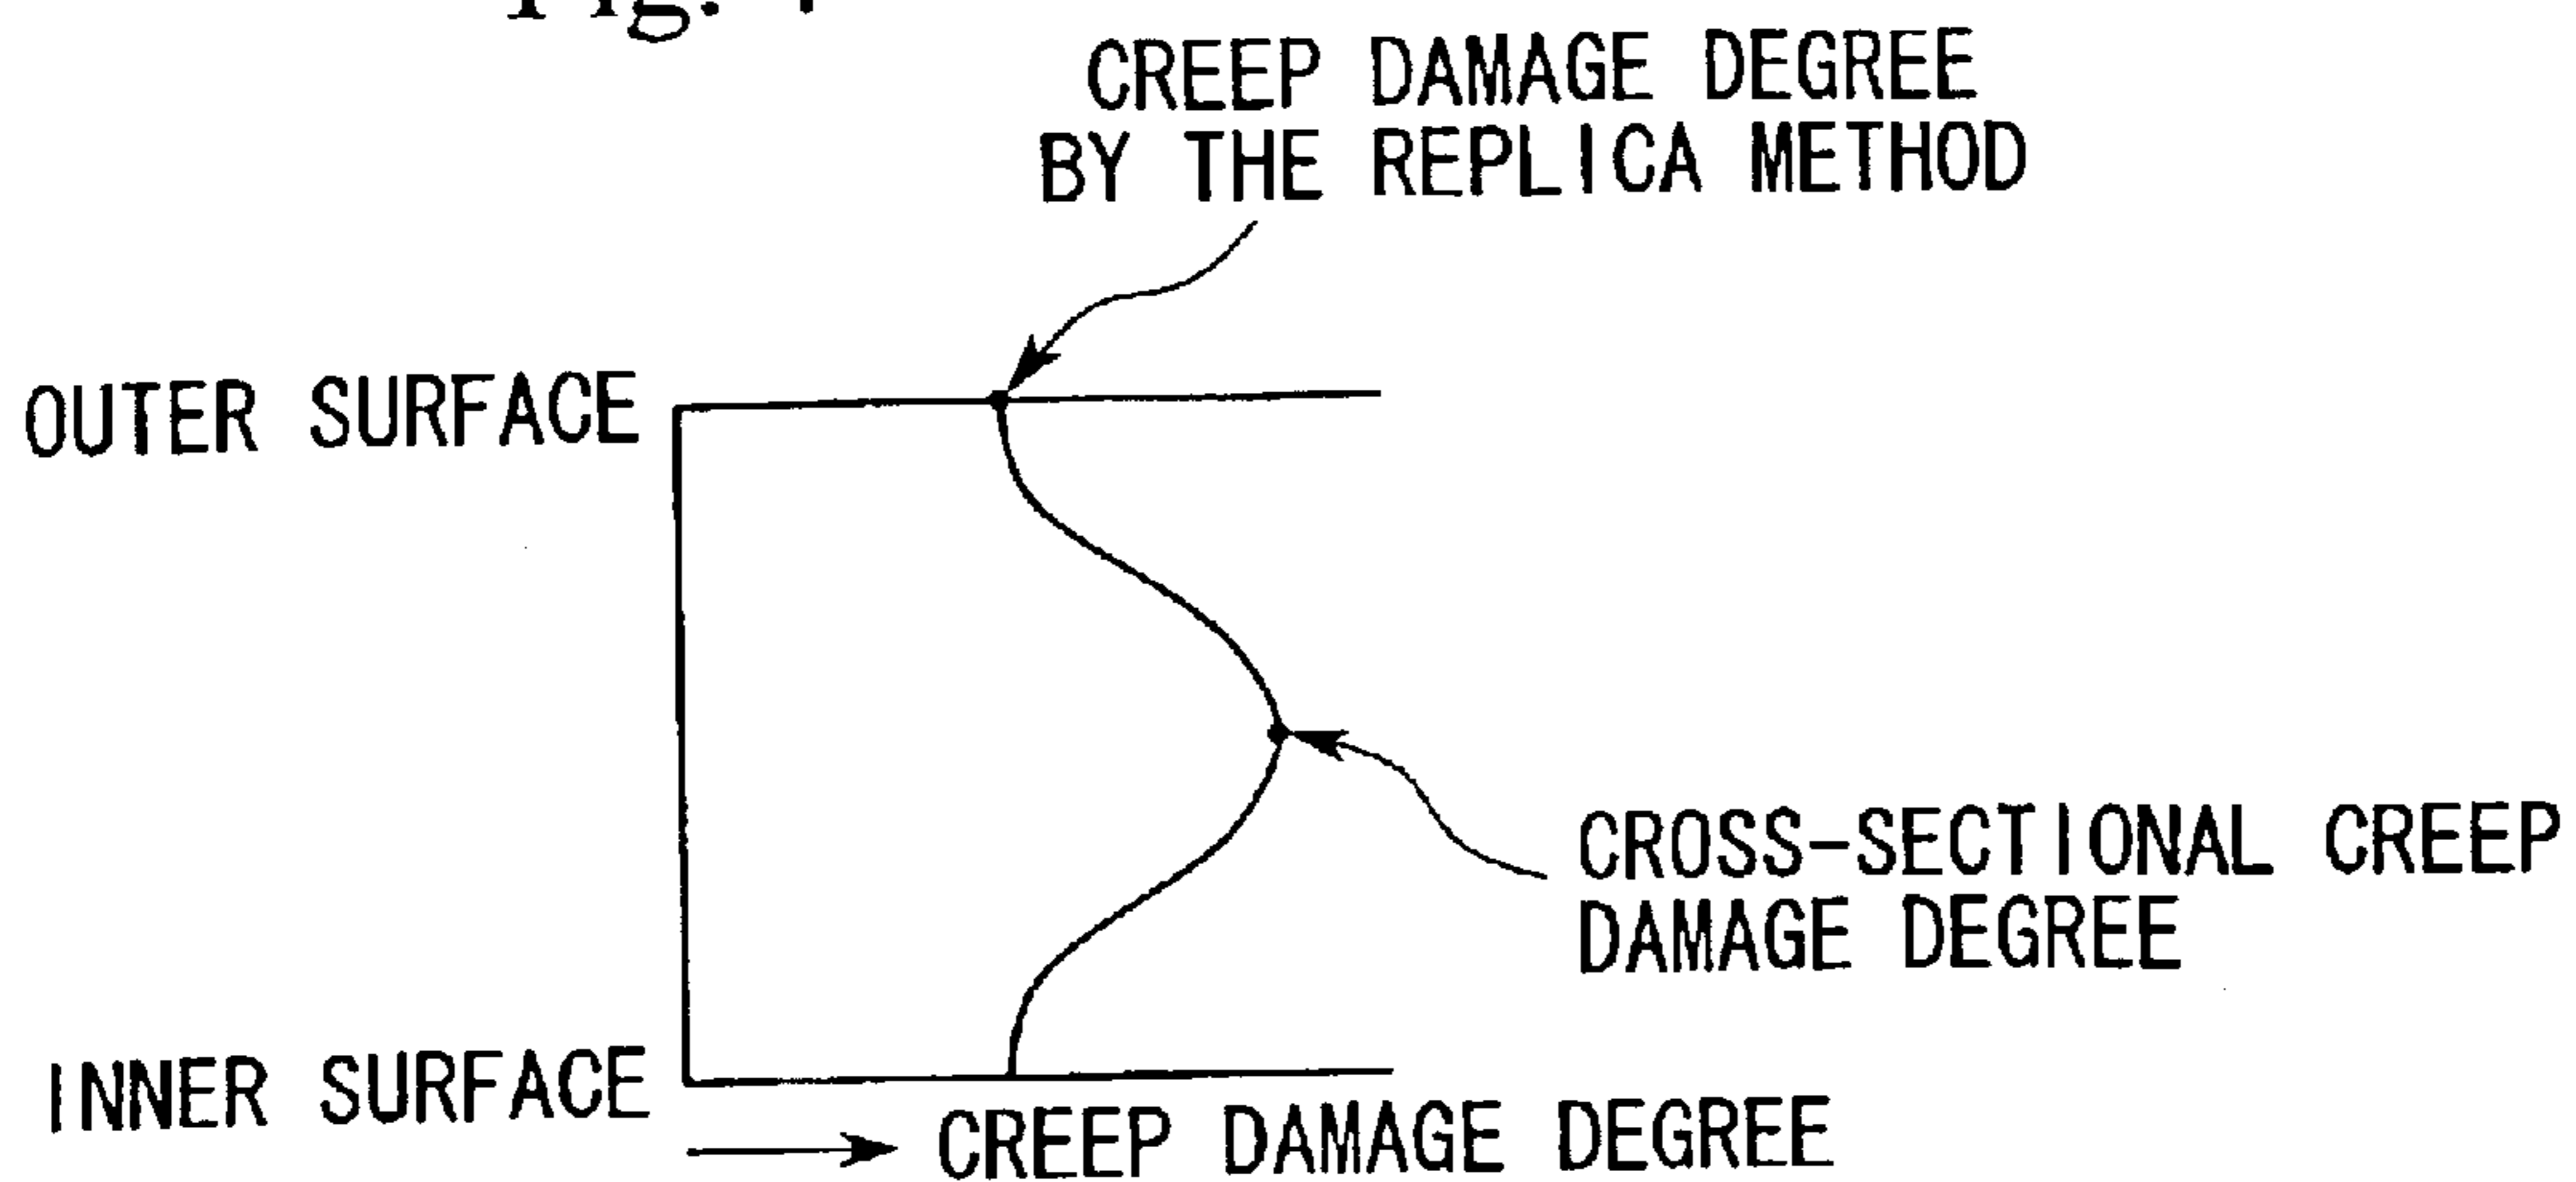 Fig.
CREEP DAMAGE DEGREE
BY THE REPLICA METHOD
OUTER SURFACE
CROSS-SECTIONAL CREEP
DAMAGE DEGREE
INNER SURFACE
CREEP DAMAGE DEGREE